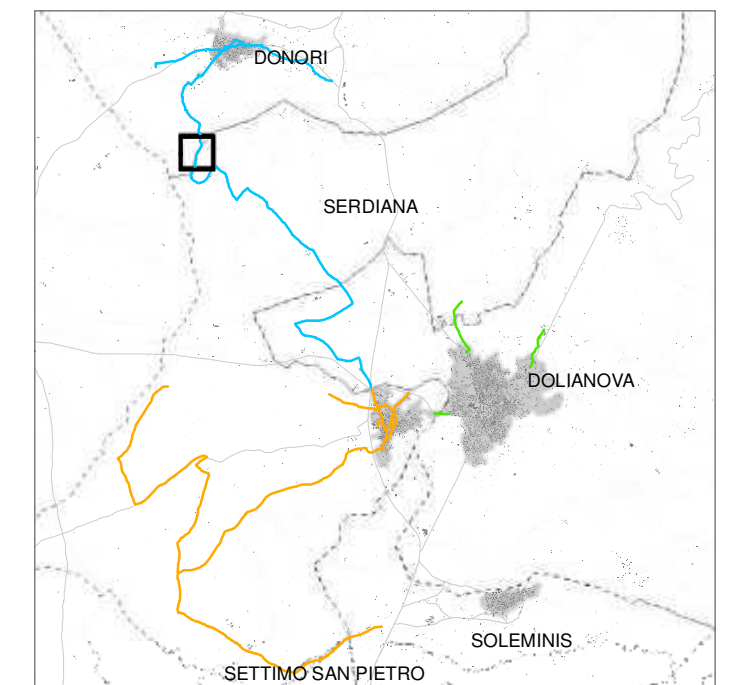 DONORI
SERDIANA
DOLIANOVA
SOLEMINIS
SETTIMO SAN PIETRO